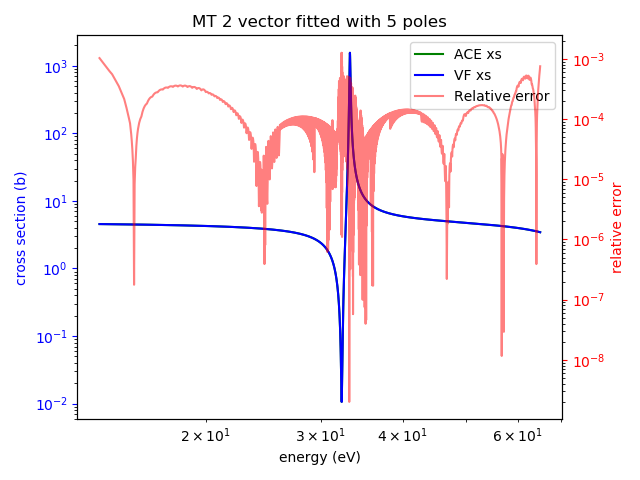 MT 2 vector fitted with 5 poles
ACE xs
VF xs
Relative error
10³
10²
10¹
10⁰
10⁻¹
10⁻²
cross section (b)
10⁻³
10⁻⁴
10⁻⁵
10⁻⁶
10⁻⁷
10⁻⁸
relative error
2 × 10¹
3 × 10¹
4 × 10¹
6 × 10¹
energy (eV)